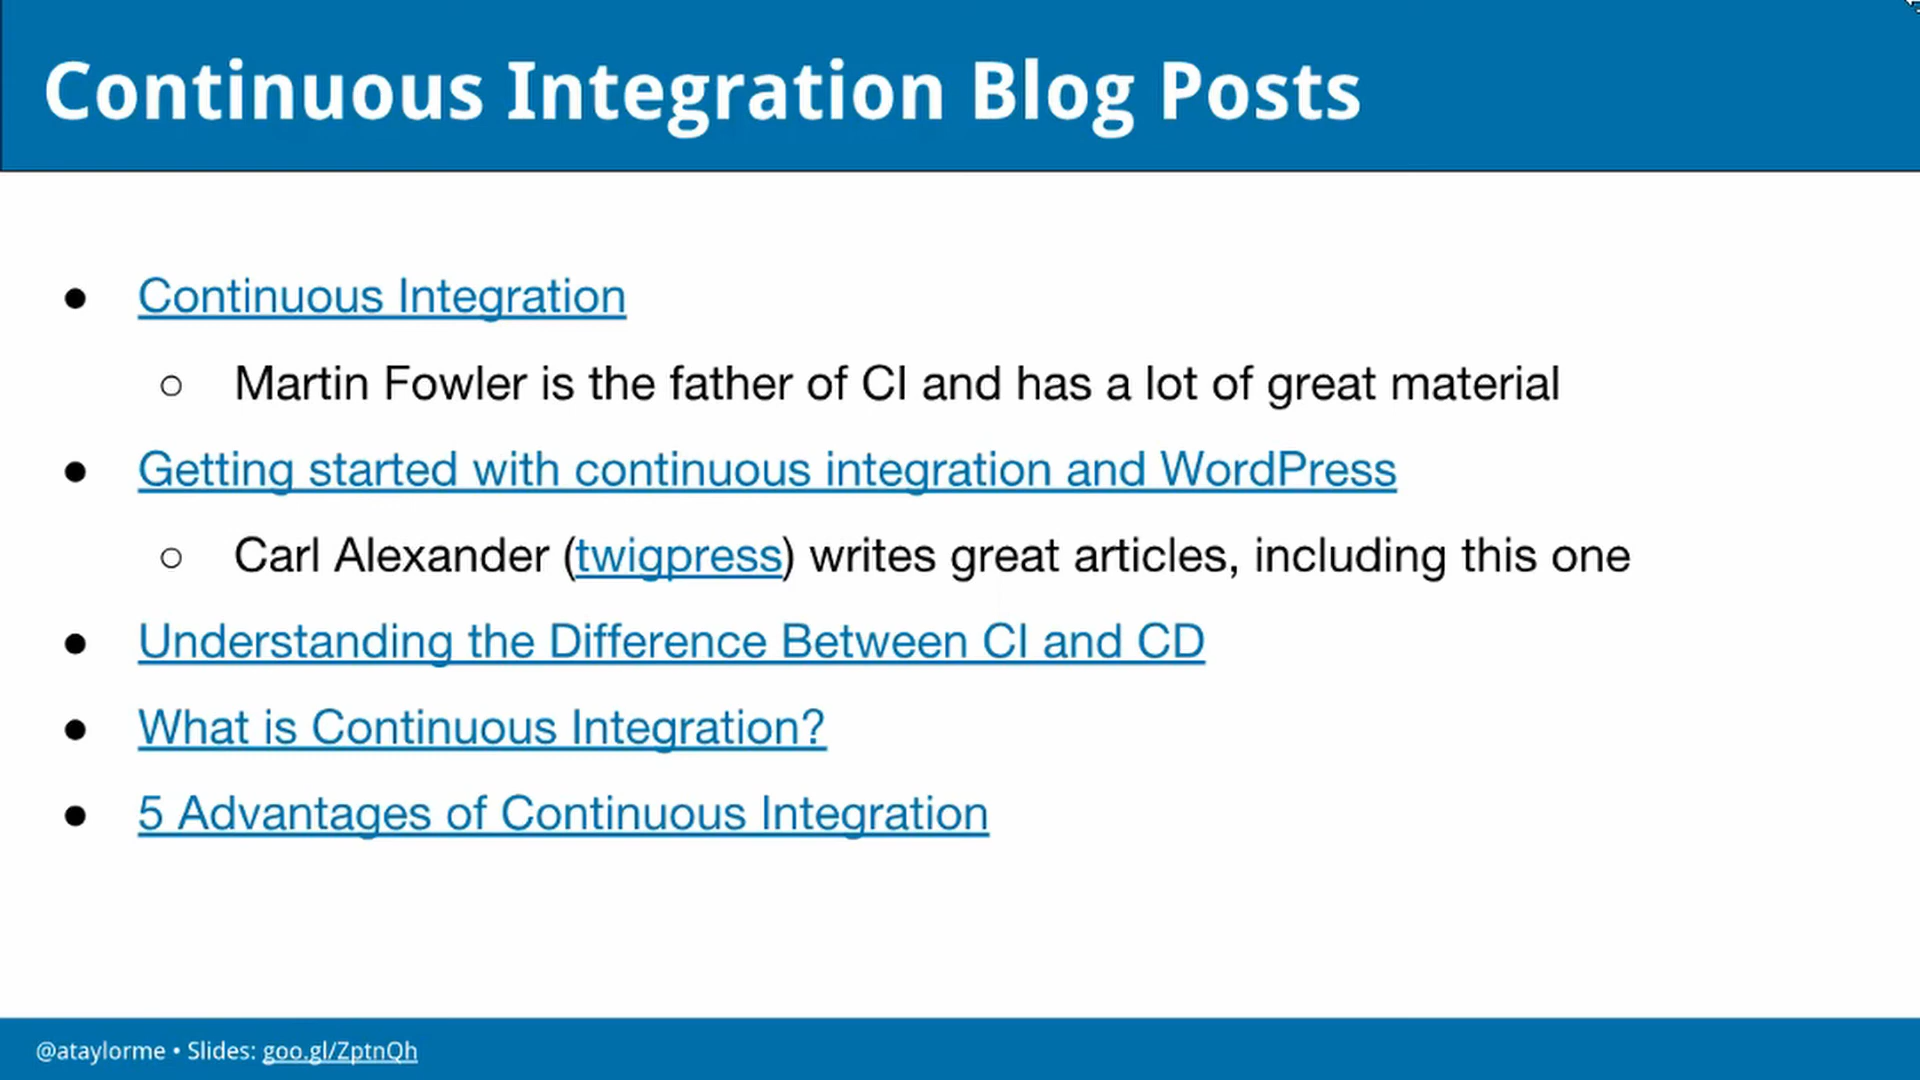 Continuous Integration Blog Posts
● Continuous Integration
○ Martin Fowler is the father of CI and has a lot of great material
● Getting started with continuous integration and WordPress
○ Carl Alexander (twigpress) writes great articles, including this one
● Understanding the Difference Between CI and CD
● What is Continuous Integration?
● 5 Advantages of Continuous Integration
@ataylorme • Slides: goo.gl/ZptnQh